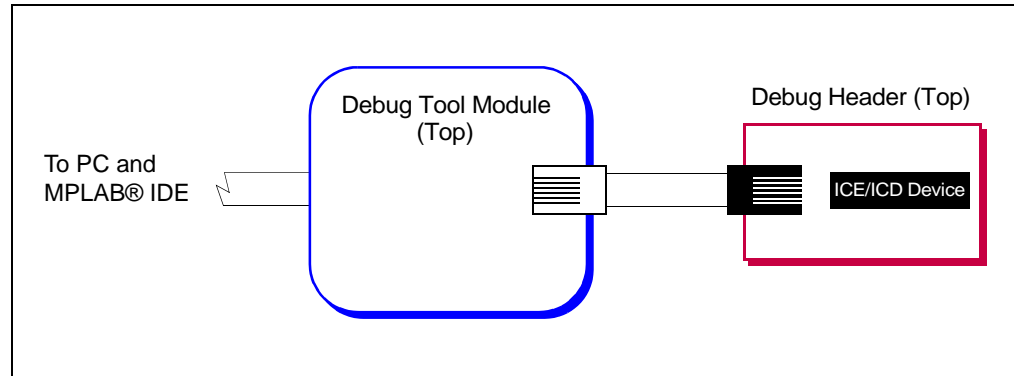 To PC and
MPLAB® IDE
Debug Tool Module
(Top)
Debug Header (Top)
ICE/ICD Device